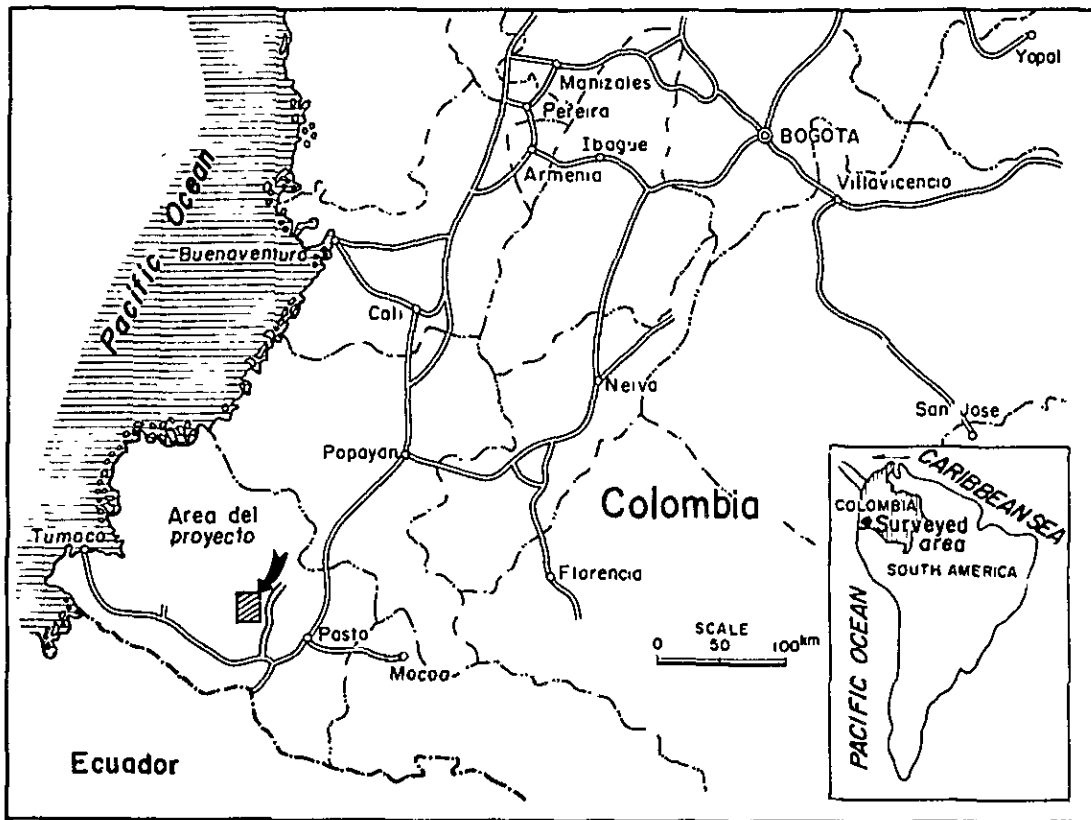 Yopal
Manizales
Pereira
BOGOTA
Ibague
Armenia
Villavicencio
Pacific Ocean
Buenaventura
Cali
Neiva
San Jose
Popayan
Colombia
Area del
proyecto
Tumaco
Florencia
Pasto
Mocoa
SCALE
0 50 100km
Ecuador
CARIBBEAN SEA
COLOMBIA
Surveyed
area
SOUTH AMERICA
PACIFIC OCEAN